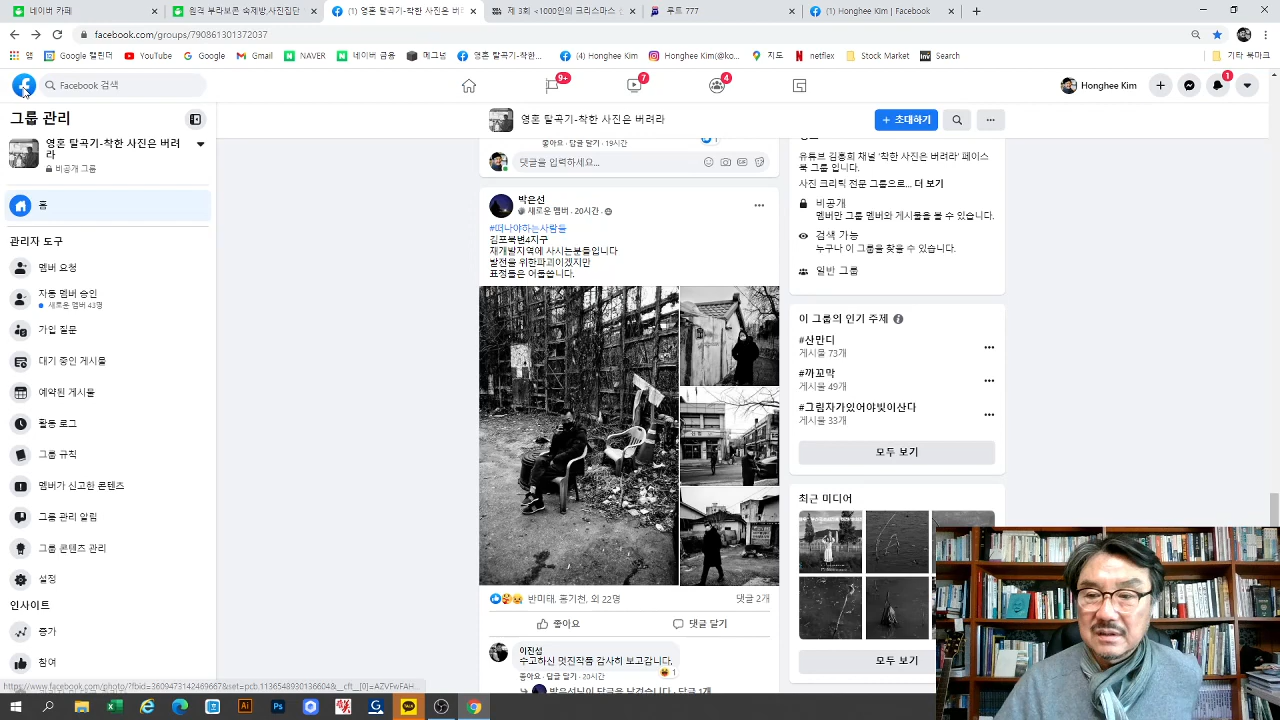 네이버 카페
원격 부라보콘 숙제방.사진집단
(1) 영혼 탈곡기-착한 사진은 버려
제 3회 <1000인의 크리스마스
루트 777
(1) Honghee Kim | Facebook
facebook.com/groups/790861301372037
앱
Google 캘린더
YouTube
Google
Gmail
NAVER
네이버 금융
메그넘
영혼 탈곡기-착한...
(4) Honghee Kim
Honghee Kim(@ko...
지도
netflex
Stock Market
Search
기타 북마크
Facebook 검색
9+
7
4
Honghee Kim
1
그룹 관리
영혼 탈곡기-착한 사진은 버려
라
비공개 그룹
홈
관리자 도구
멤버 요청
자동 멤버 승인
새로운 멤버 43명
가입 질문
대기 중인 게시물
예약된 게시물
활동 로그
그룹 규칙
멤버가 신고한 콘텐츠
그룹 관리 알림
그룹 콘텐츠 관리
설정
인사이트
증가
참여
영혼 탈곡기-착한 사진은 버려라
+ 초대하기
좋아요 · 답글 달기 · 19시간
1
댓글을 입력하세요...
박은선
새로운 멤버 · 20시간
#떠나야하는사람들
김포북변4지구
재개발지역에 사시는분들입니다
발전을 위한파괴이겠지만
표정들은 어둡씁니다.
반미태, 홍기천, 외 22명
댓글 2개
좋아요
댓글 달기
이진섭
수고하신 멋진작품 감사히 보고갑니다.
1
좋아요 · 답글 달기 · 20시간
박은선님이 답글을 남겼습니다 · 답글 1개
유튜브 김홍희 채널 '착한 사진은 버려라' 페이스
북 그룹 입니다.
사진 크리틱 전문 그룹으로... 더 보기
비공개
멤버만 그룹 멤버와 게시물을 볼 수 있습니다.
검색 가능
누구나 이 그룹을 찾을 수 있습니다.
일반 그룹
이 그룹의 인기 주제
#산만디
게시물 73개
#까꼬막
게시물 49개
#그림자가있어야빛이산다
게시물 33개
모두 보기
최근 미디어
모두 보기